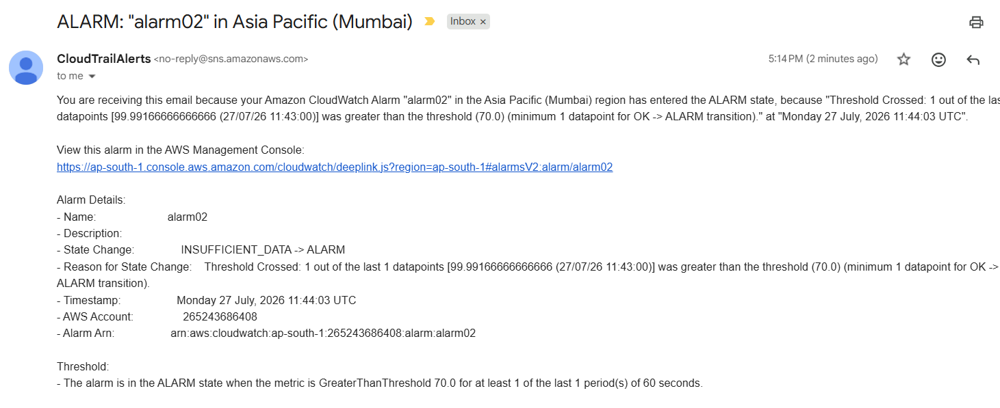 ALARM: "alarm02" in Asia Pacific (Mumbai) Inbox ×
CloudTrailAlerts <no-reply@sns.amazonaws.com> 5:14 PM (2 minutes ago)
to me
You are receiving this email because your Amazon CloudWatch Alarm "alarm02" in the Asia Pacific (Mumbai) region has entered the ALARM state, because "Threshold Crossed: 1 out of the las
datapoints [99.99166666666666 (27/07/26 11:43:00)] was greater than the threshold (70.0) (minimum 1 datapoint for OK -> ALARM transition)." at "Monday 27 July, 2026 11:44:03 UTC".
View this alarm in the AWS Management Console:
https://ap-south-1.console.aws.amazon.com/cloudwatch/deeplink.js?region=ap-south-1#alarmsV2:alarm/alarm02
Alarm Details:
- Name: alarm02
- Description:
- State Change: INSUFFICIENT_DATA -> ALARM
- Reason for State Change: Threshold Crossed: 1 out of the last 1 datapoints [99.99166666666666 (27/07/26 11:43:00)] was greater than the threshold (70.0) (minimum 1 datapoint for OK ->
ALARM transition).
- Timestamp: Monday 27 July, 2026 11:44:03 UTC
- AWS Account: 265243686408
- Alarm Arn: arn:aws:cloudwatch:ap-south-1:265243686408:alarm:alarm02
Threshold:
- The alarm is in the ALARM state when the metric is GreaterThanThreshold 70.0 for at least 1 of the last 1 period(s) of 60 seconds.